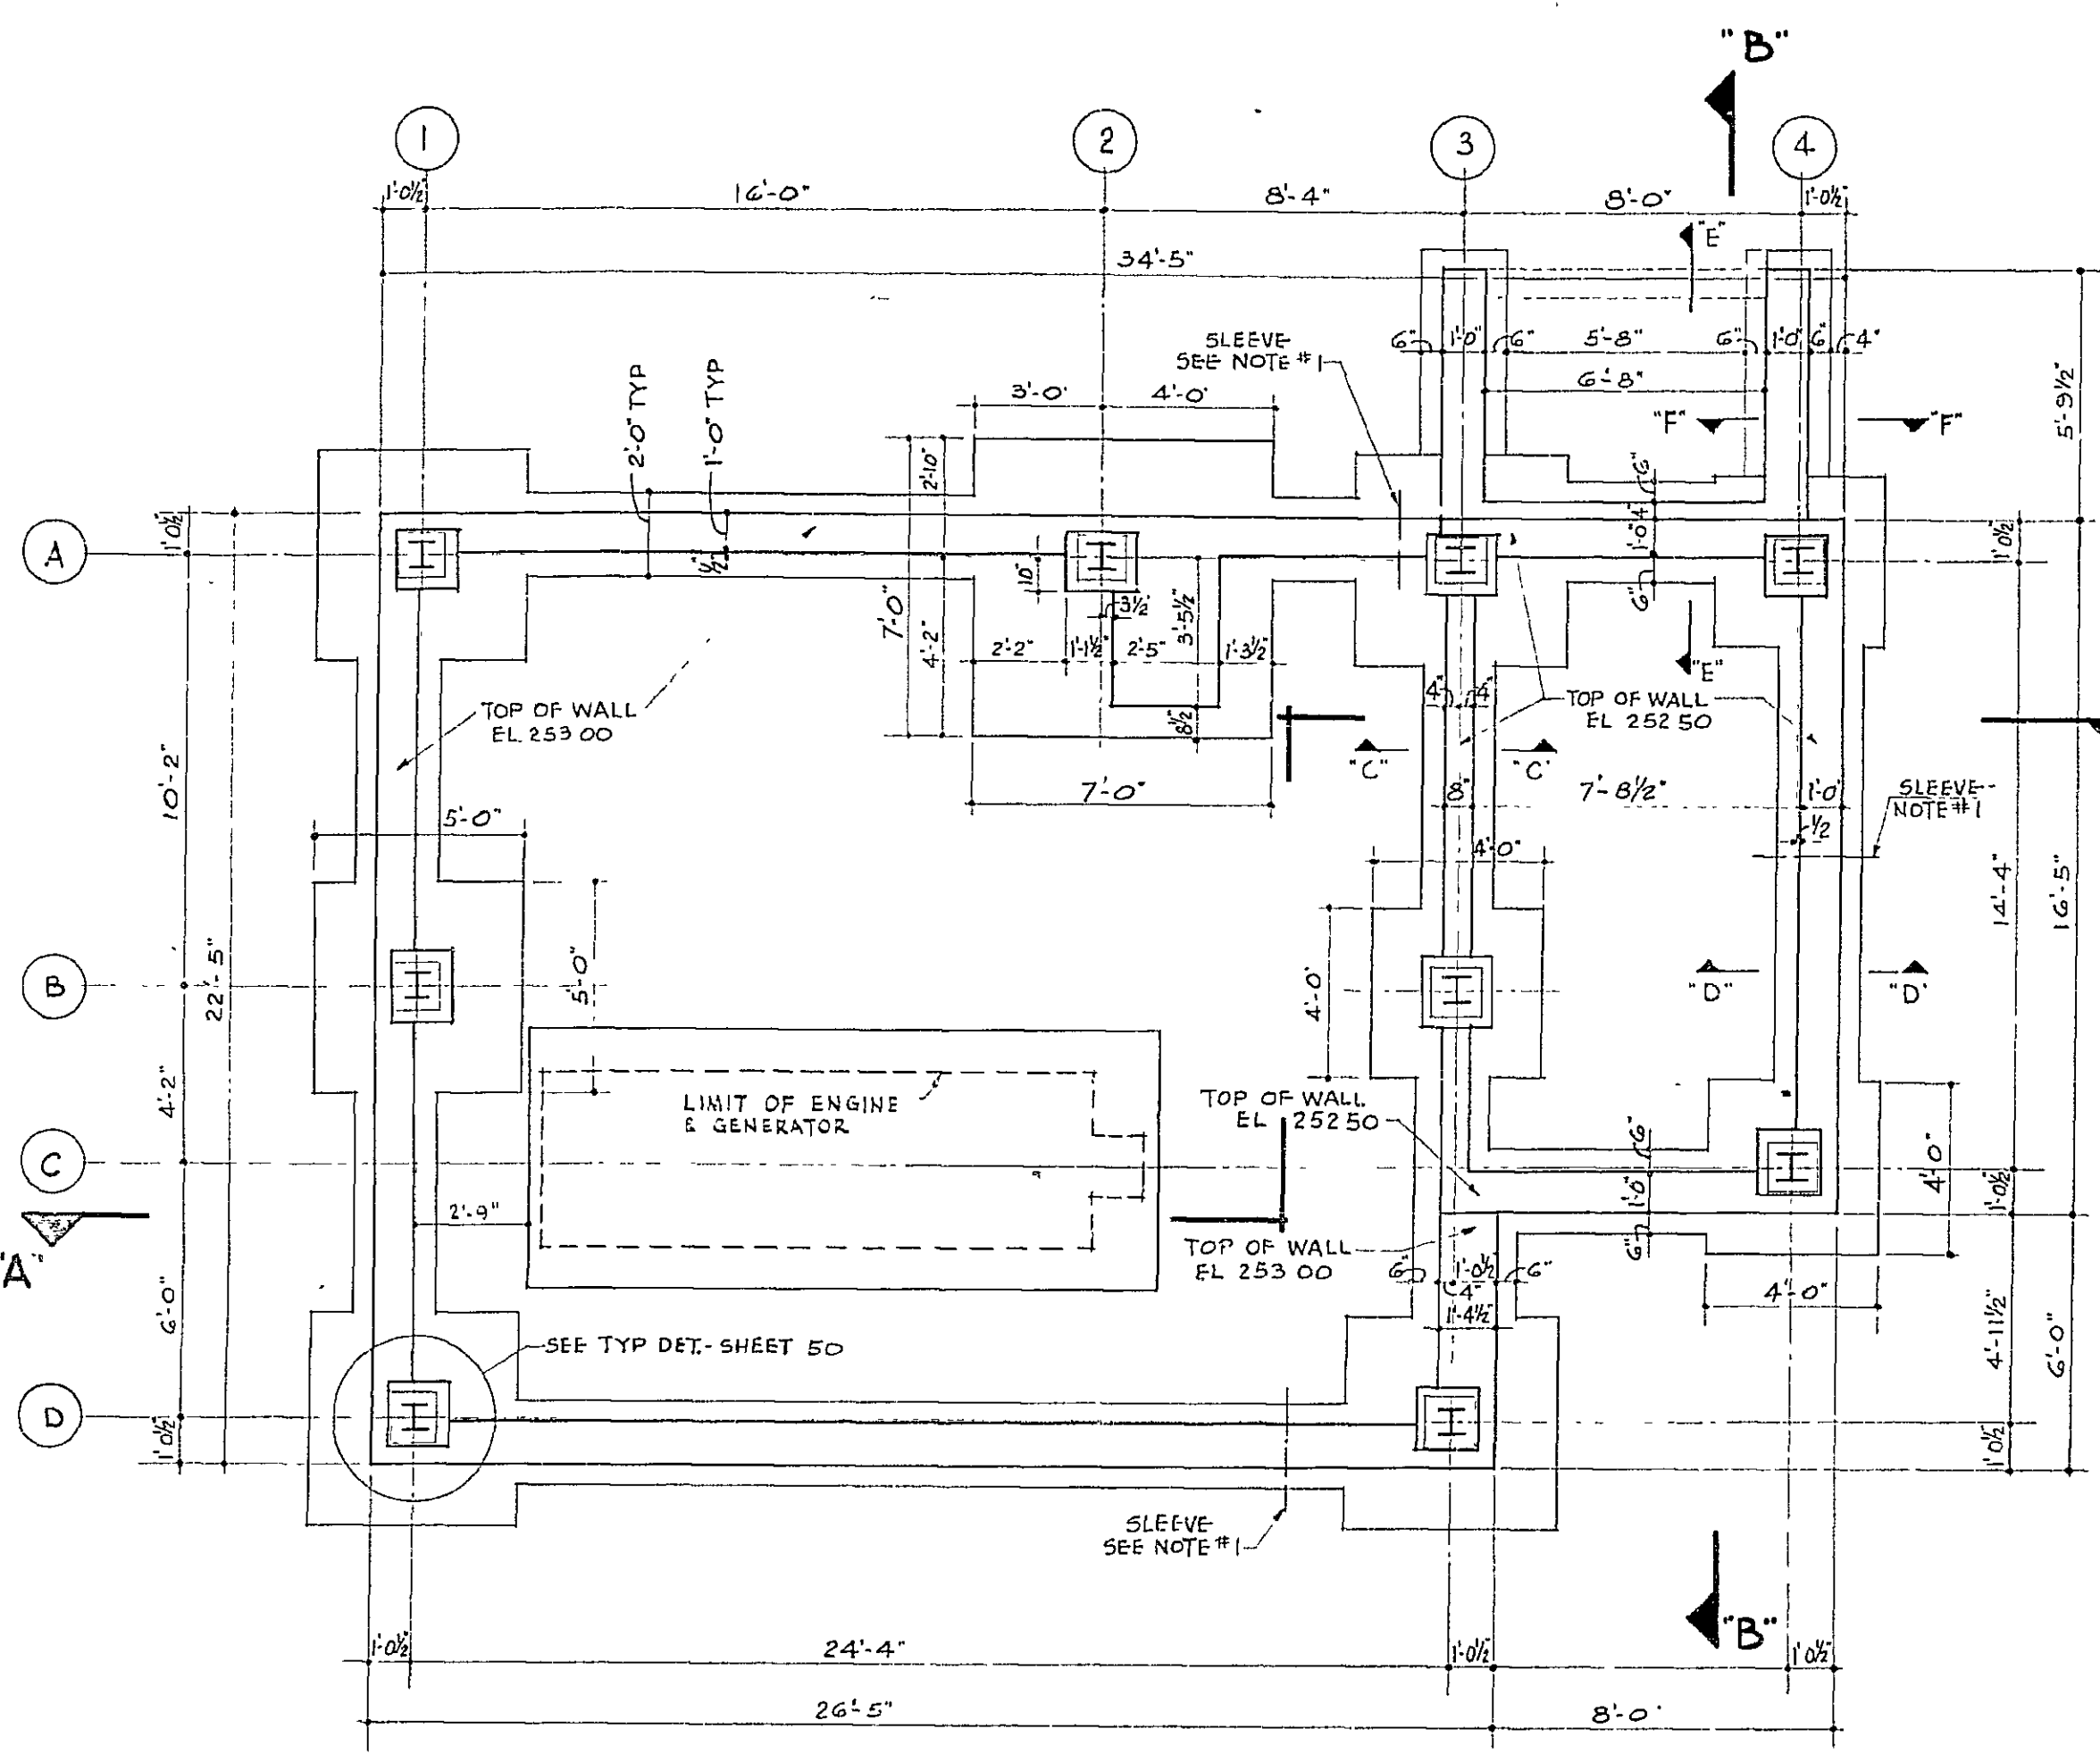 "B"
1
2
3
4
1'-0½"
16'-0"
8'-4"
8'-0"
1'-0½"
"E"
34'-5"
SLEEVE
SEE NOTE #1
6"
1'-0"
6"
5'-8"
6"
1'-0"
6"
4"
6'-8"
5'-9½"
2'-0" TYP
1'-0" TYP
3'-0"
4'-0"
"F"
"F"
2'-10"
6"
A
1'0½"
½"
10"
3½"
3'-5½"
1'-0"
4"
6"
1'0½"
7'-0"
4'-2"
2'-2"
1'-1½"
2'-5"
1'-3½"
"E"
TOP OF WALL
EL. 253 00
8½"
4"
4"
TOP OF WALL
EL 252 50
"C"
"C'
10'-2"
7'-0"
8"
7'-8½"
1'-0"
SLEEVE
NOTE #1
½
5'-0"
4'-0"
14'-4"
16'-5"
B
22'-5"
5'-0"
4'-0"
"D"
"D'
4'-2"
LIMIT OF ENGINE
& GENERATOR
TOP OF WALL
EL 252 50
C
6"
1'-0"
6"
4'-0"
1'-0½"
2'-9"
"A"
TOP OF WALL
EL 253 00
6"
1'-0½"
6"
4"
1'-4½"
4'-0"
6'-0"
SEE TYP DET.- SHEET 50
4'-11½"
6'-0"
D
1'0½"
1'0½"
SLEEVE
SEE NOTE #1
"B"
1'-0½"
24'-4"
1'-0½"
1'0½"
26'-5"
8'-0"